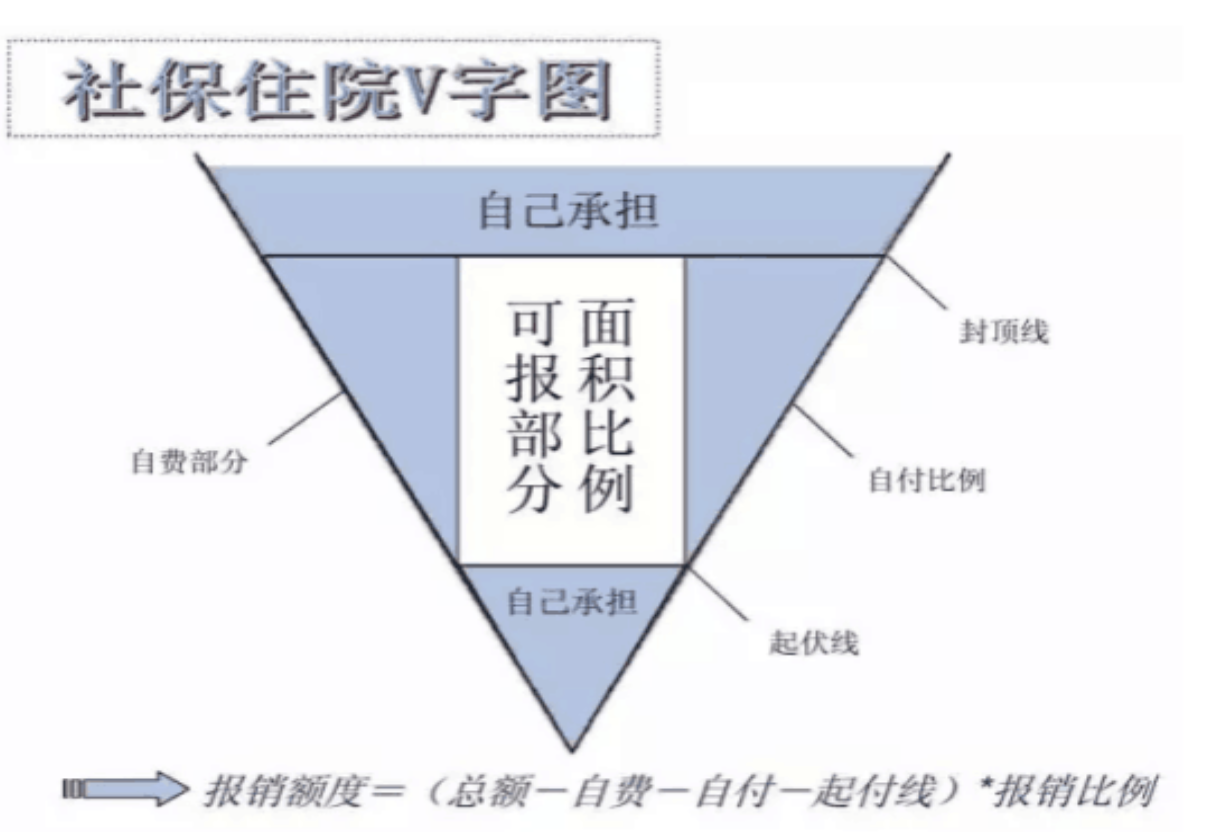 社保住院V字图
自己承担
可报部分
面积比例
封顶线
自费部分
自付比例
自己承担
起伏线
报销额度＝（总额－自费－自付－起付线）*报销比例